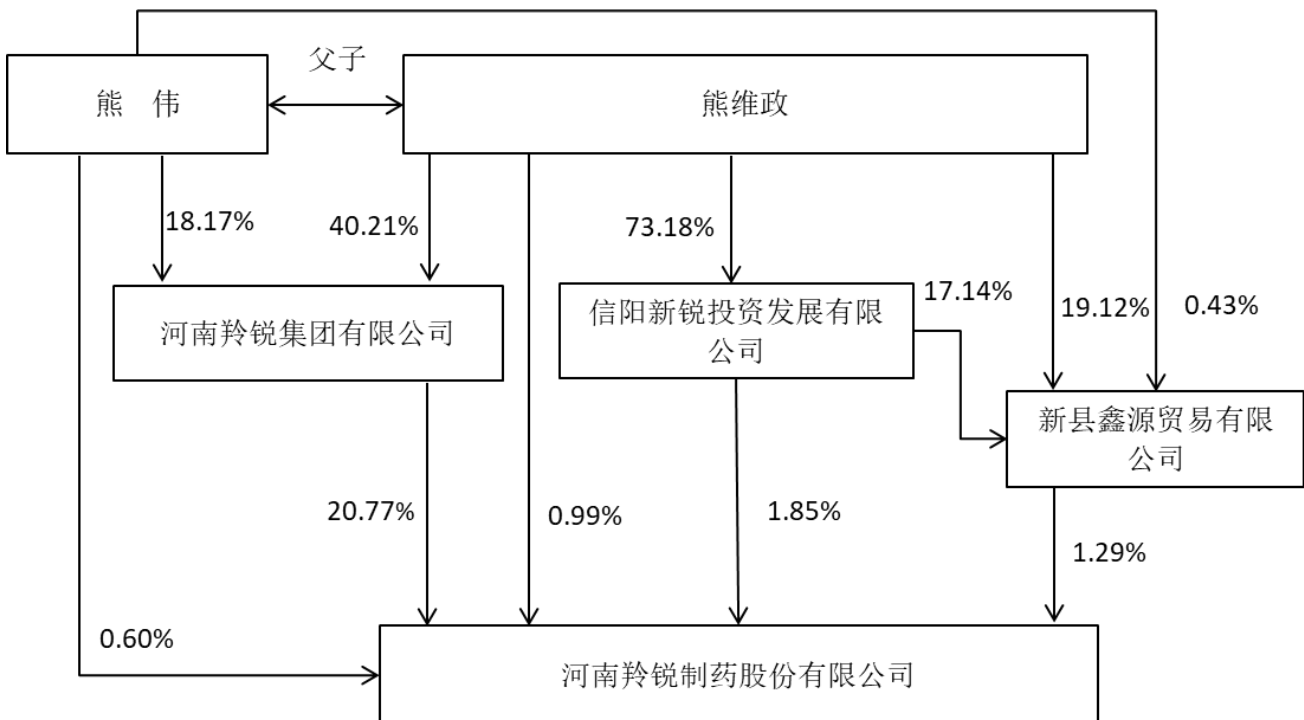 父子
熊 伟
熊维政
18.17%
40.21%
73.18%
17.14%
19.12%
0.43%
河南羚锐集团有限公司
信阳新锐投资发展有限
公司
新县鑫源贸易有限
公司
20.77%
0.99%
1.85%
1.29%
0.60%
河南羚锐制药股份有限公司